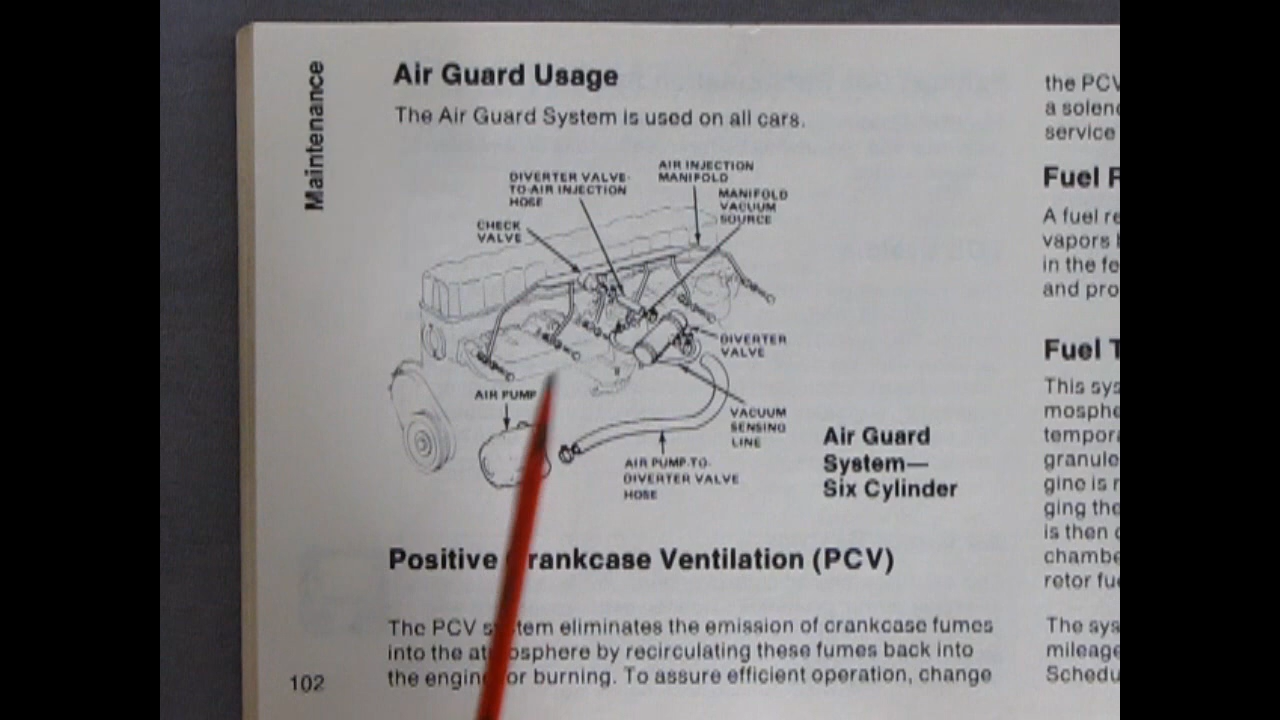 Maintenance
Air Guard Usage
The Air Guard System is used on all cars.
DIVERTER VALVE-
TO-AIR INJECTION
HOSE
AIR INJECTION
MANIFOLD
MANIFOLD
VACUUM
SOURCE
CHECK
VALVE
DIVERTER
VALVE
AIR PUMP
VACUUM
SENSING
LINE
AIR PUMP-TO-
DIVERTER VALVE
HOSE
Air Guard
System—
Six Cylinder
Positive rankcase Ventilation (PCV)
The PCV s tem eliminates the emission of crankcase fumes
into the at osphere by recirculating these fumes back into
the engin or burning. To assure efficient operation, change
102
the PCV
a solen
service
Fuel
A fuel re
vapors
in the fe
and pro
Fuel T
This sys
mosphe
tempora
granule
gine is r
ging the
is then
chambe
retor fu
The sys
mileage
Schedu